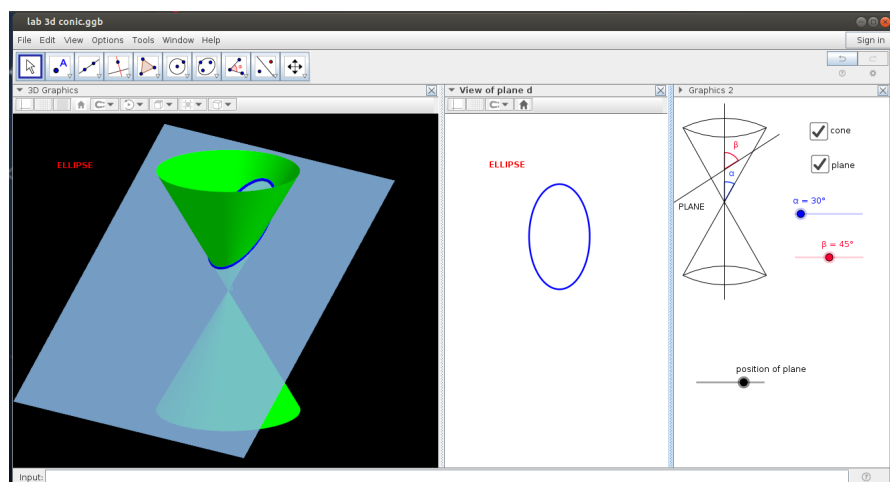 lab 3d conic.ggb
File Edit View Options Tools Window Help
Sign in
3D Graphics
View of plane d
Graphics 2
ELLIPSE
ELLIPSE
cone
plane
β
α
PLANE
α = 30°
β = 45°
position of plane
Input: